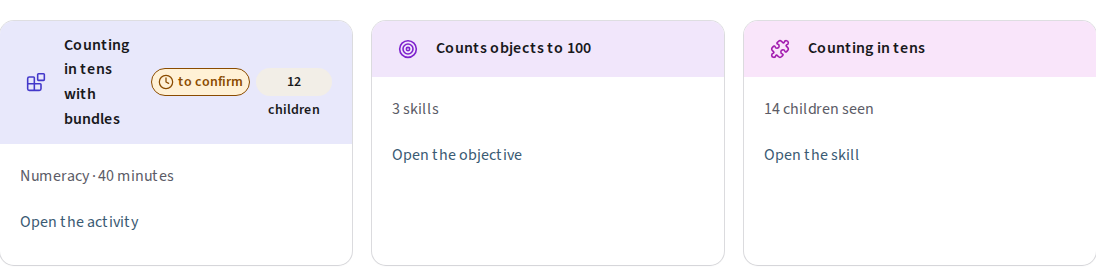 Counting
in tens
with
bundles
to confirm
12
children
Numeracy · 40 minutes
Open the activity
Counts objects to 100
3 skills
Open the objective
Counting in tens
14 children seen
Open the skill